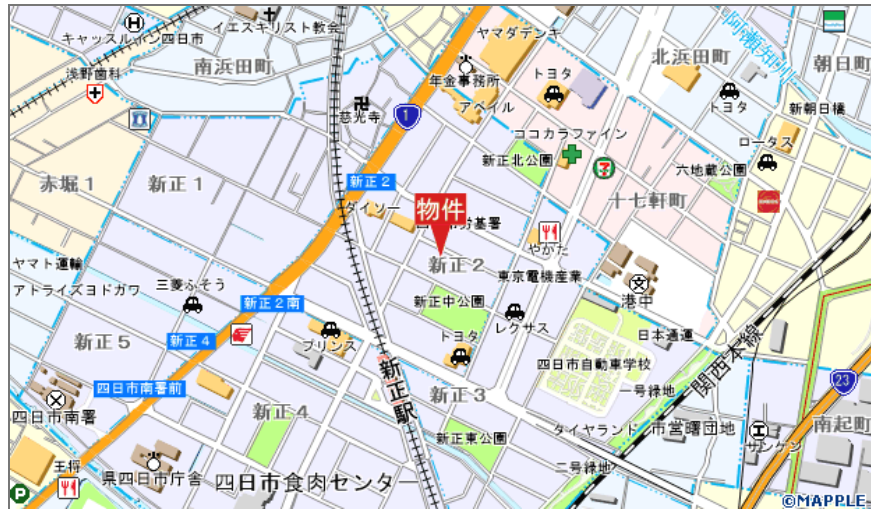 キャッスルイン四日市
イエスキリスト教会
ヤマダデンキ
阿瀬知川
北浜田町
朝日町
南浜田町
浅野歯科
年金事務所
トヨタ
アベイル
トヨタ
新朝日橋
慈光寺
1
ココカラファイン
ロータス
新正北公園
六地蔵公園
赤堀1
新正1
新正2
ダイソー
物件
労基署
十七軒町
やかた
新正2
ヤマト運輸
アトライズヨドガワ
三菱ふそう
新正2南
新正中公園
東京電機産業
港中
新正5
新正4
プリンス
トヨタ
レクサス
日本通運
関西本線
四日市自動車学校
四日市南署前
新正駅
新正3
一号緑地
23
四日市南署
新正4
新正東公園
ダイヤランド
市営曙団地
サンケン
南起町
王将
県四日市庁舎
四日市食肉センター
二号緑地
P
©MAPPLE